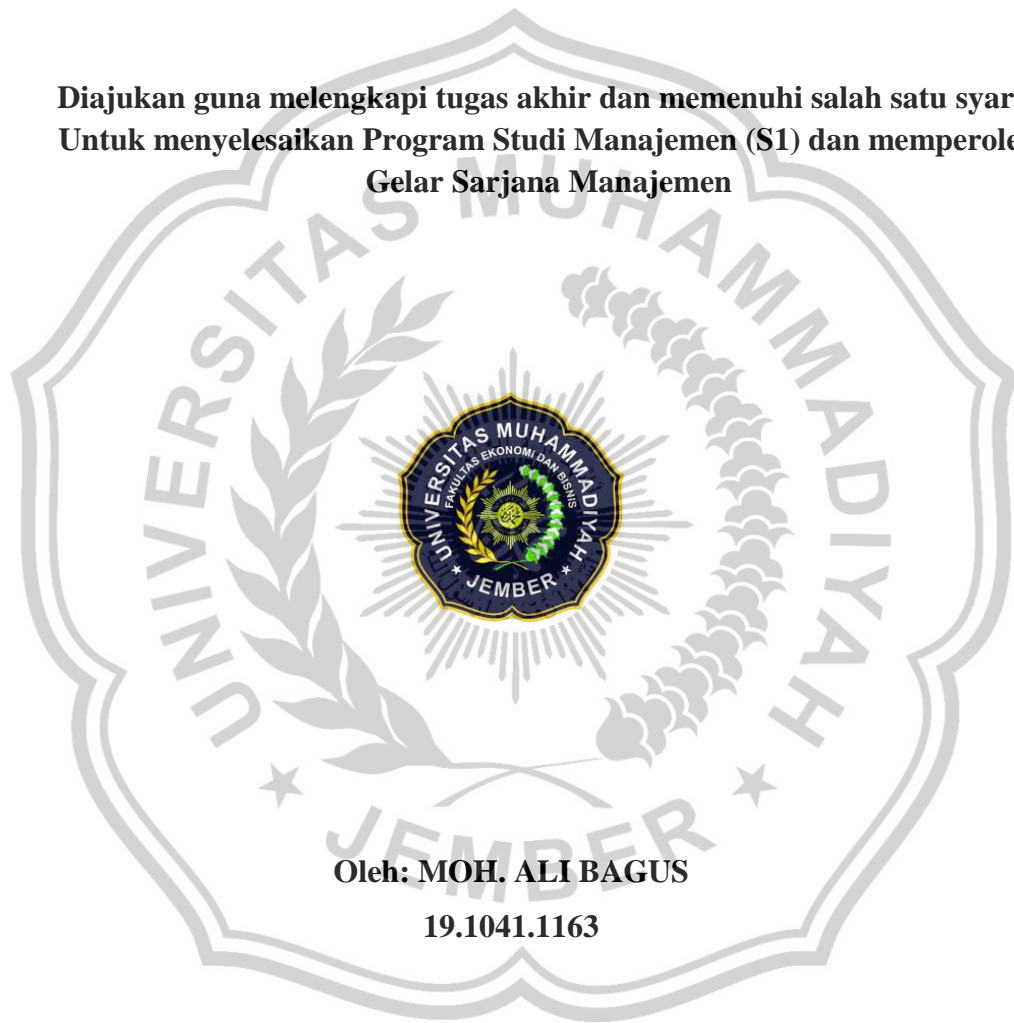 Diajukan guna melengkapi tugas akhir dan memenuhi salah satu syar
Untuk menyelesaikan Program Studi Manajemen (S1) dan memperole
Gelar Sarjana Manajemen
UNIVERSITAS MUHAMMADIYAH
JEMBER
UNIVERSITAS MUHAMMADIYAH
FAKULTAS EKONOMI DAN BISNIS
JEMBER
Oleh: MOH. ALI BAGUS
19.1041.1163